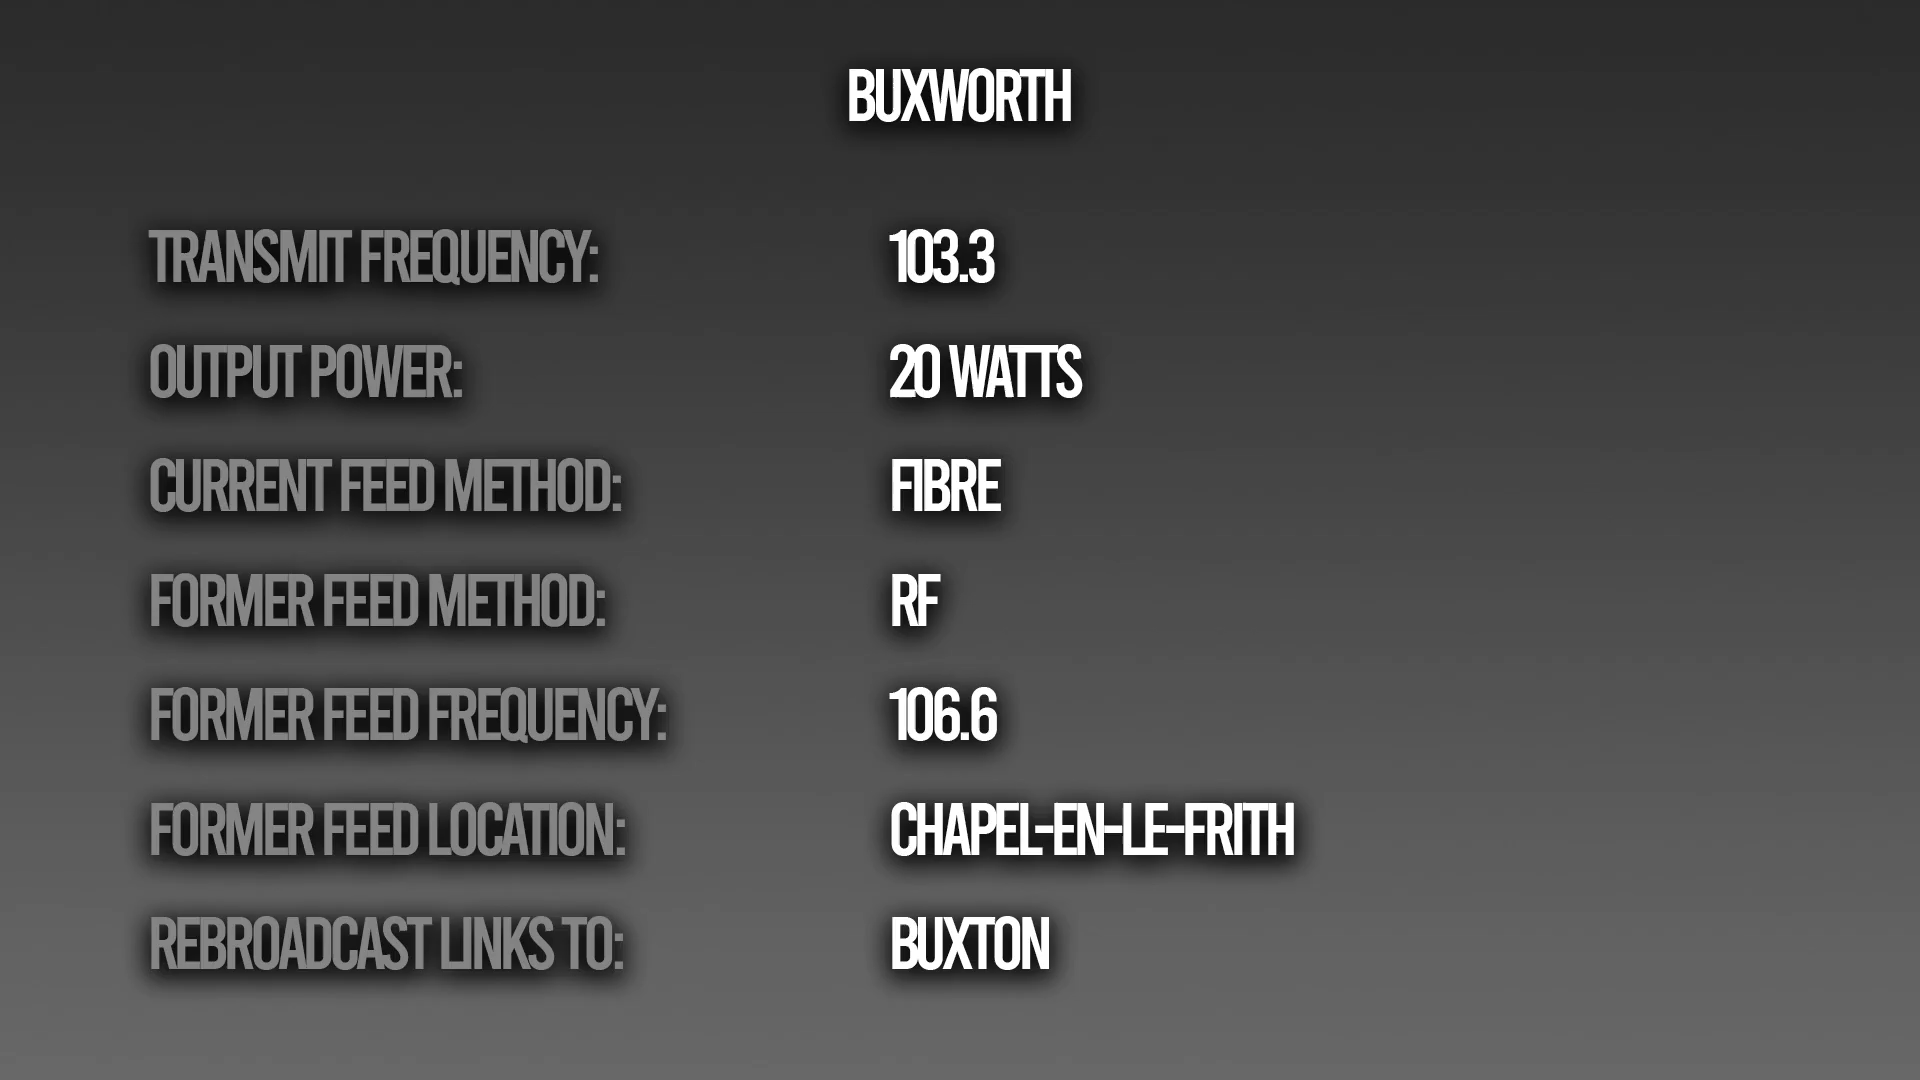 BUXWORTH
TRANSMIT FREQUENCY: 103.3
OUTPUT POWER: 20 WATTS
CURRENT FEED METHOD: FIBRE
FORMER FEED METHOD: RF
FORMER FEED FREQUENCY: 106.6
FORMER FEED LOCATION: CHAPEL-EN-LE-FRITH
REBROADCAST LINKS TO: BUXTON